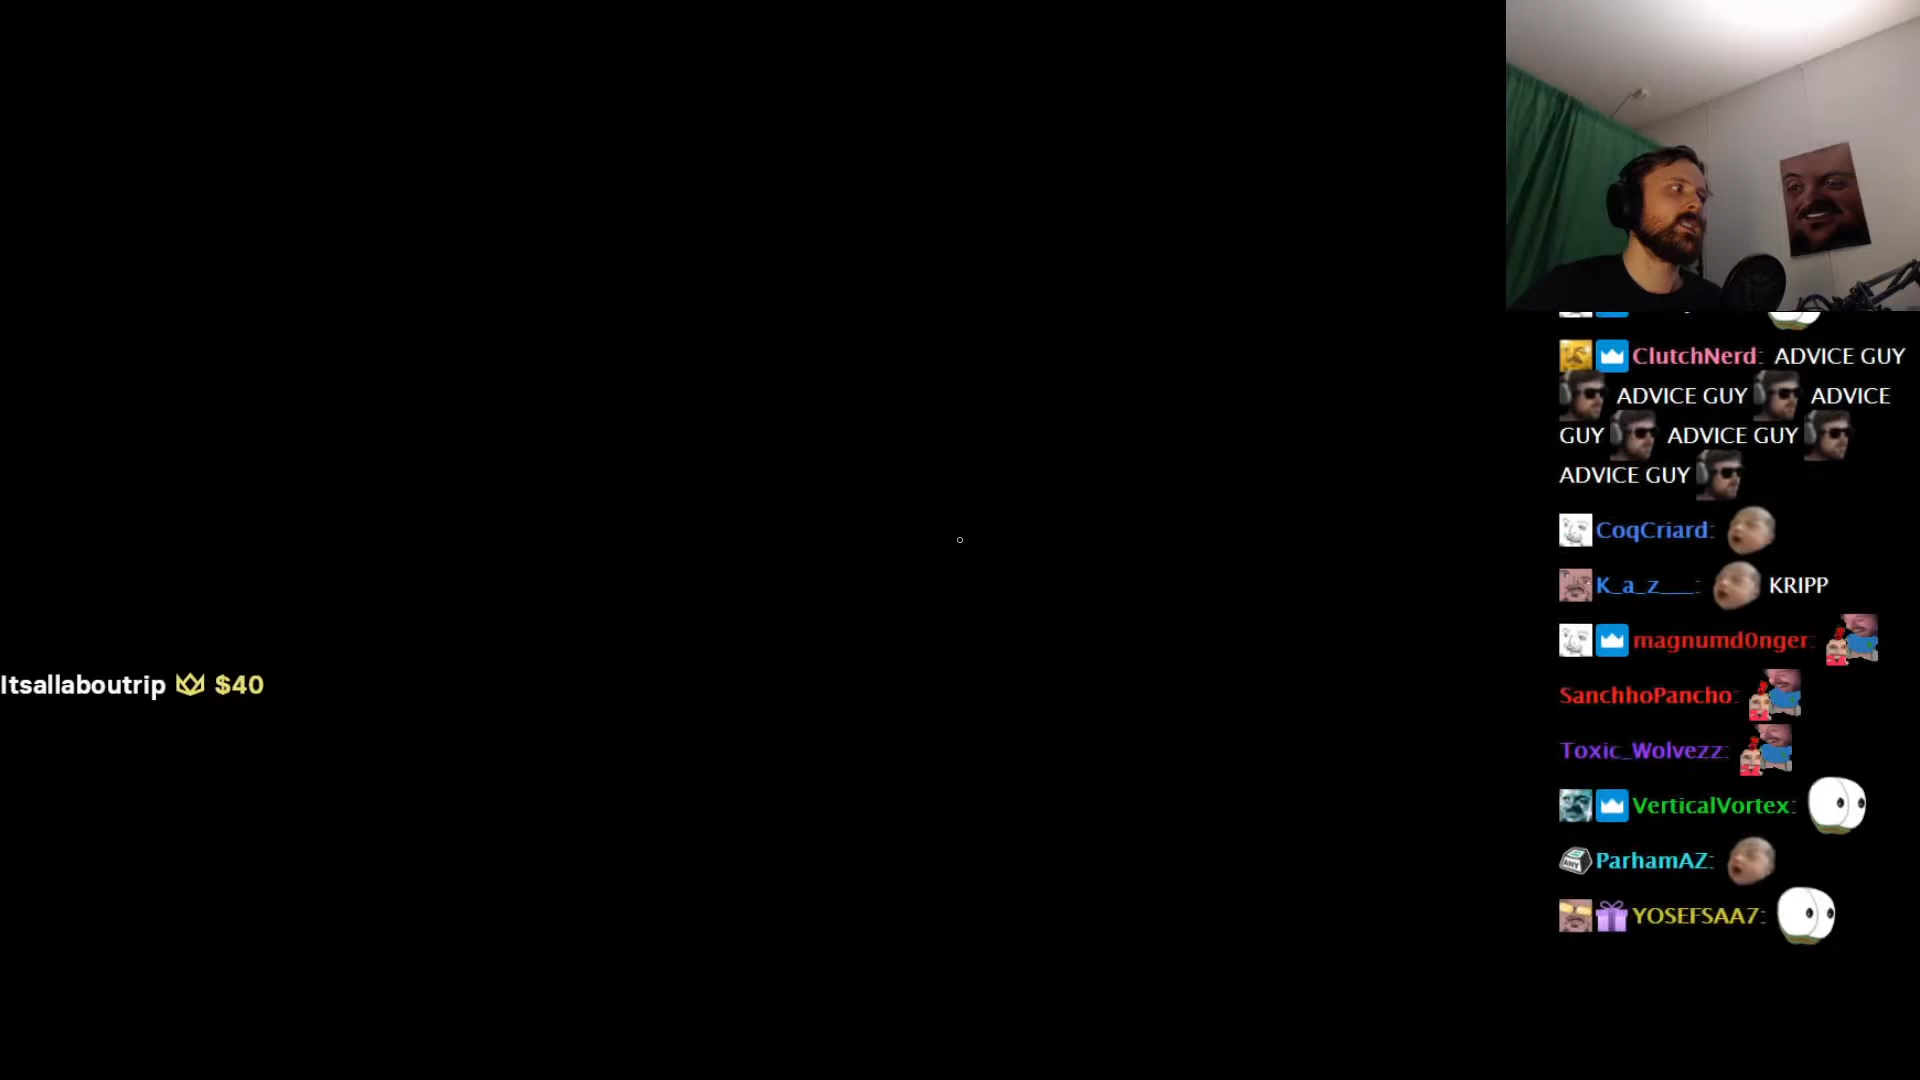 ClutchNerd: ADVICE GUY
ADVICE GUY ADVICE
GUY ADVICE GUY
ADVICE GUY
CoqCriard:
K_a_z___: KRIPP
magnumd0nger:
SanchhoPancho:
Itsallaboutrip $40
Toxic_Wolvezz:
VerticalVortex:
ANY ParhamAZ:
YOSEFSAA7: